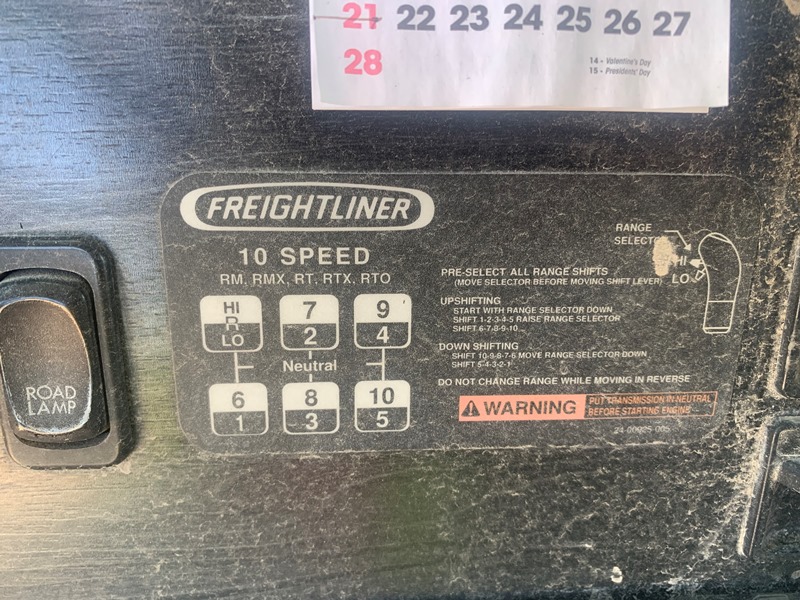 21 22 23 24 25 26 27
28
14 - Valentine's Day
15 - Presidents' Day
FREIGHTLINER
10 SPEED
RM, RMX, RT, RTX, RTO
HI
R
LO
7
2
9
4
Neutral
6
1
8
3
10
5
RANGE
SELECTOR
HI
LO
PRE-SELECT ALL RANGE SHIFTS
(MOVE SELECTOR BEFORE MOVING SHIFT LEVER)
UPSHIFTING
START WITH RANGE SELECTOR DOWN
SHIFT 1-2-3-4-5 RAISE RANGE SELECTOR
SHIFT 6-7-8-9-10
DOWN SHIFTING
SHIFT 10-9-8-7-6 MOVE RANGE SELECTOR DOWN
SHIFT 5-4-3-2-1
DO NOT CHANGE RANGE WHILE MOVING IN REVERSE
WARNING
PUT TRANSMISSION IN NEUTRAL
BEFORE STARTING ENGINE
24-00925-005
ROAD
LAMP